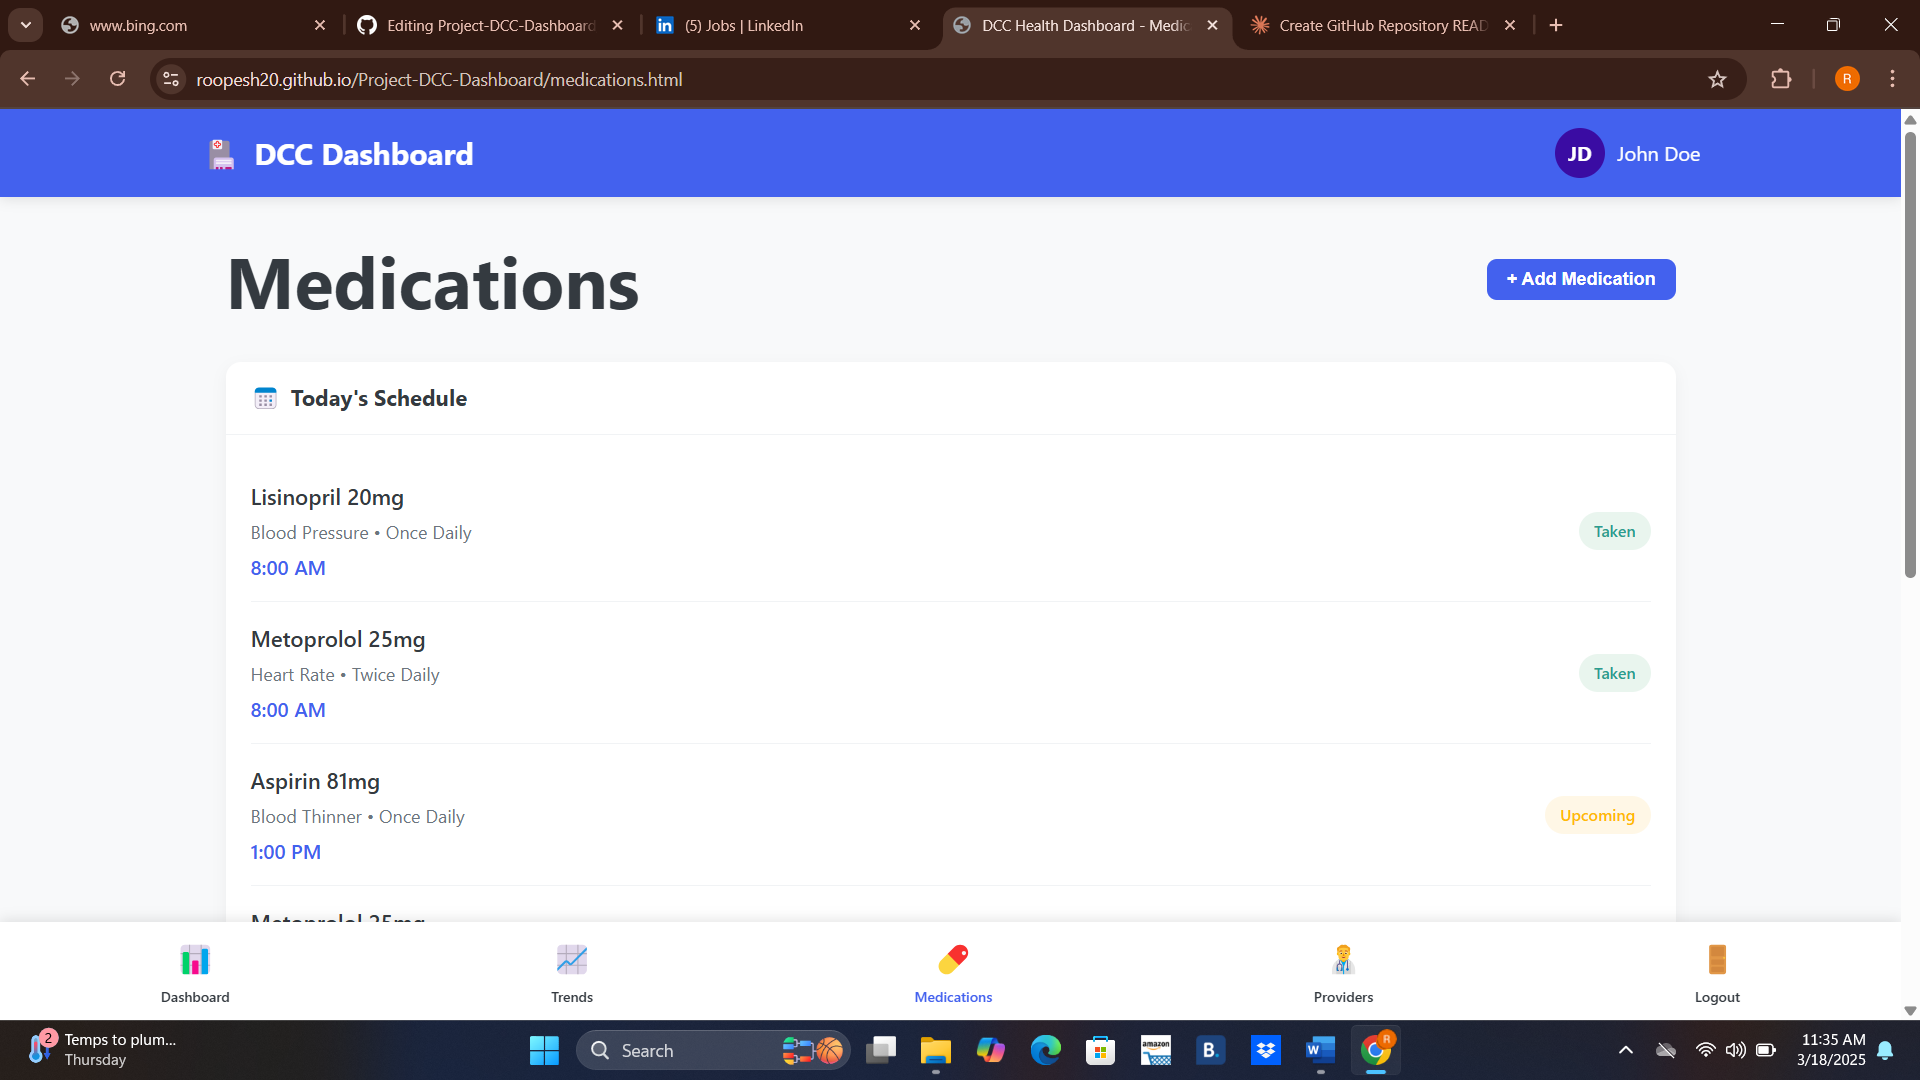 www.bing.com
Editing Project-DCC-Dashboard
(5) Jobs | LinkedIn
DCC Health Dashboard - Medic
Create GitHub Repository READ
roopesh20.github.io/Project-DCC-Dashboard/medications.html
R
DCC Dashboard
JD
John Doe
Medications
+ Add Medication
Today's Schedule
Lisinopril 20mg
Blood Pressure • Once Daily
8:00 AM
Taken
Metoprolol 25mg
Heart Rate • Twice Daily
8:00 AM
Taken
Aspirin 81mg
Blood Thinner • Once Daily
1:00 PM
Upcoming
Metoprolol 25mg
Dashboard
Trends
Medications
Providers
Logout
2
Temps to plum...
Thursday
Search
amazon
B.
W
R
11:35 AM
3/18/2025